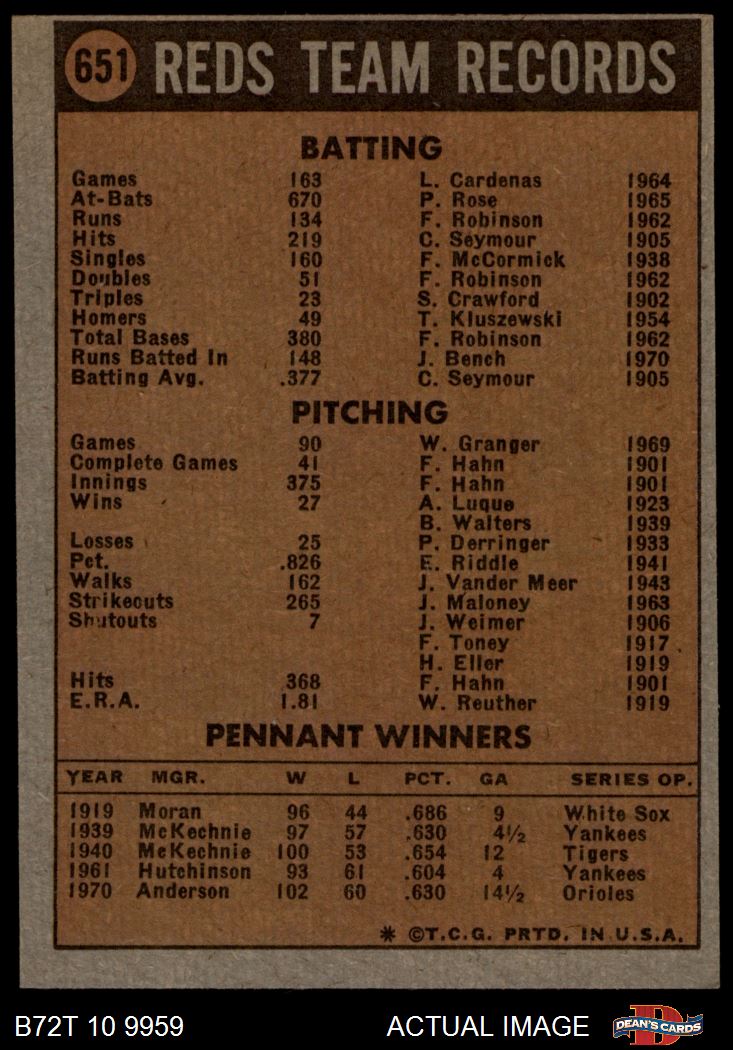 651 REDS TEAM RECORDS
BATTING
Games 163 L. Cardenas 1964
At-Bats 670 P. Rose 1965
Runs 134 F. Robinson 1962
Hits 219 C. Seymour 1905
Singles 160 F. McCormick 1938
Doubles 51 F. Robinson 1962
Triples 23 S. Crawford 1902
Homers 49 T. Kluszewski 1954
Total Bases 380 F. Robinson 1962
Runs Batted In 148 J. Bench 1970
Batting Avg. .377 C. Seymour 1905
PITCHING
Games 90 W. Granger 1969
Complete Games 41 F. Hahn 1901
Innings 375 F. Hahn 1901
Wins 27 A. Luque 1923
B. Walters 1939
Losses 25 P. Derringer 1933
Pct. .826 E. Riddle 1941
Walks 162 J. Vander Meer 1943
Strikeouts 265 J. Maloney 1963
Shutouts 7 J. Weimer 1906
F. Toney 1917
H. Eller 1919
Hits 368 F. Hahn 1901
E.R.A. 1.81 W. Reuther 1919
PENNANT WINNERS
YEAR MGR. W L PCT. GA SERIES OP.
1919 Moran 96 44 .686 9 White Sox
1939 McKechnie 97 57 .630 4½ Yankees
1940 McKechnie 100 53 .654 12 Tigers
1961 Hutchinson 93 61 .604 4 Yankees
1970 Anderson 102 60 .630 14½ Orioles
* ©T.C.G. PRTD. IN U.S.A.
B72T 10 9959 ACTUAL IMAGE D DEAN'S CARDS